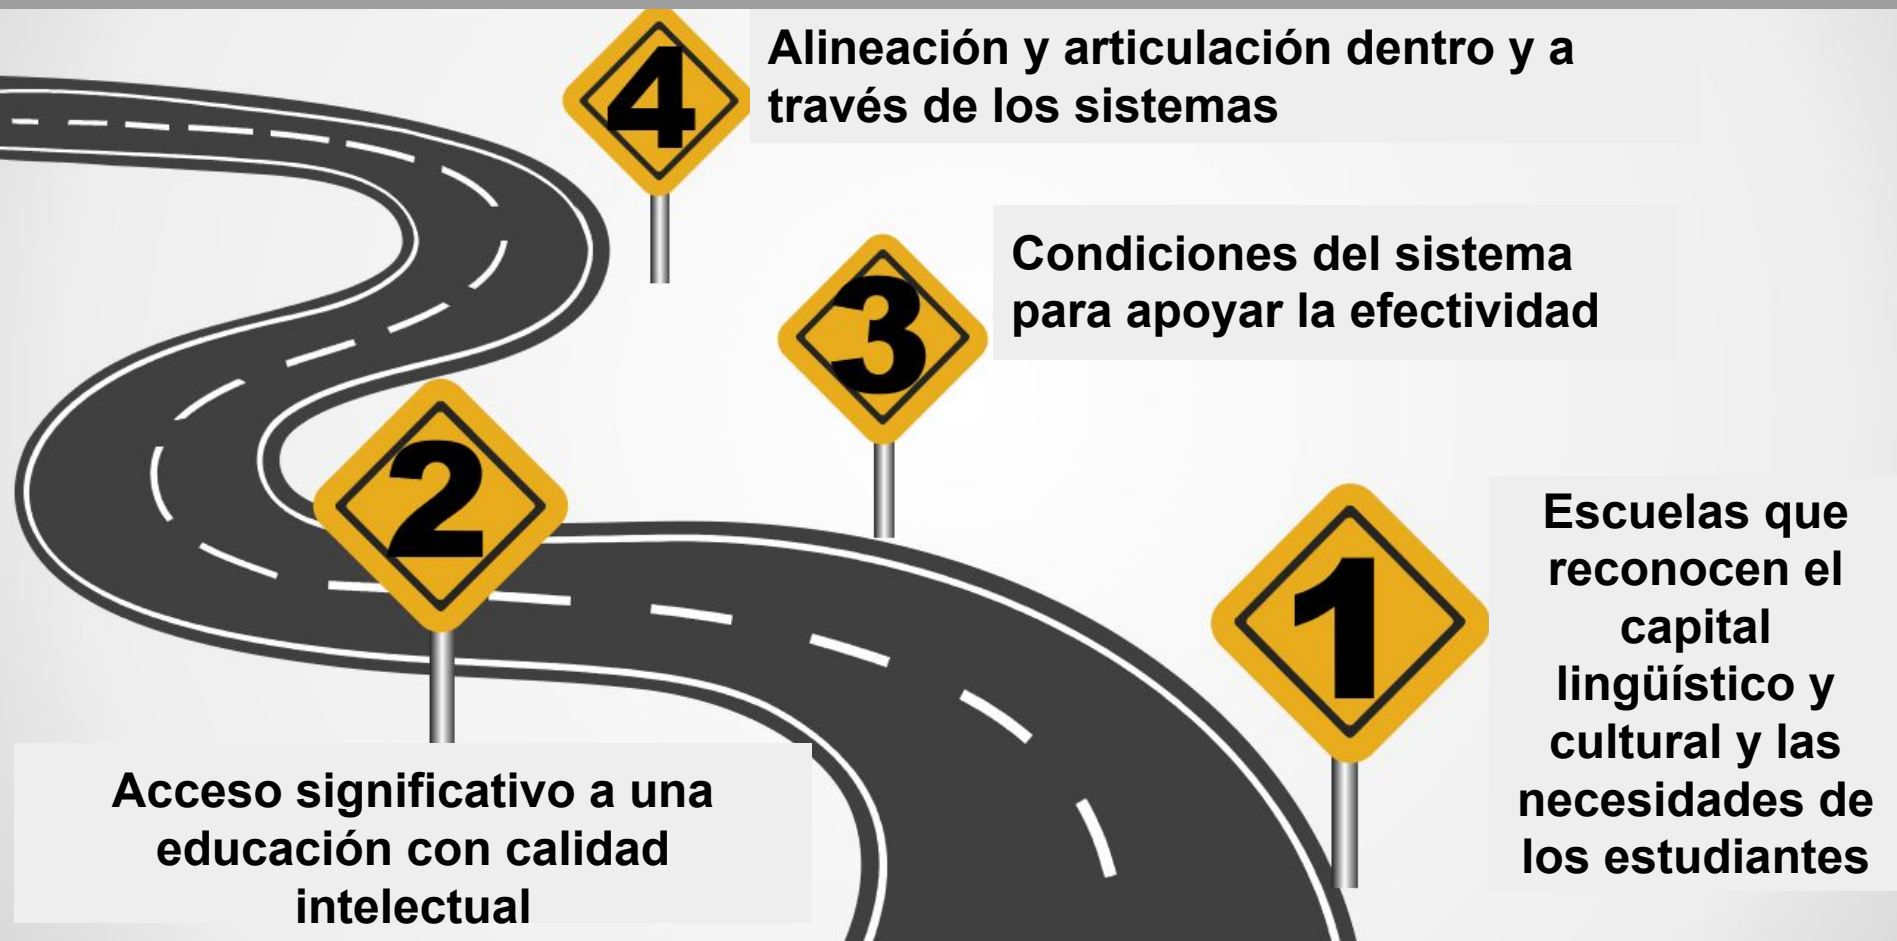 4
Alineación y articulación dentro y a
través de los sistemas
3
Condiciones del sistema
para apoyar la efectividad
2
Acceso significativo a una
educación con calidad
intelectual
1
Escuelas que
reconocen el
capital
lingüístico y
cultural y las
necesidades de
los estudiantes